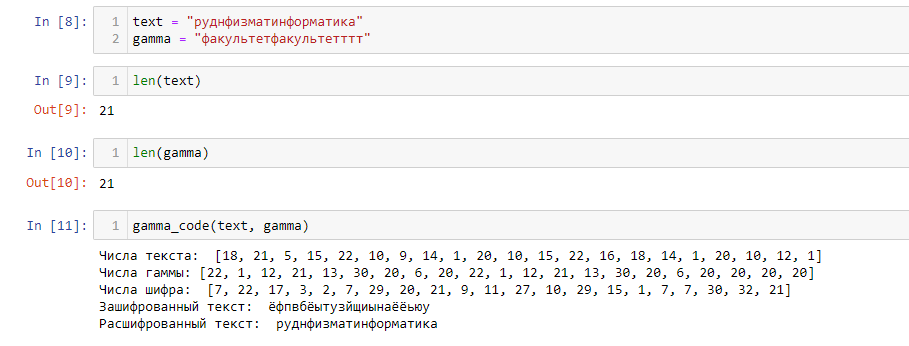 In [8]:
1 text = "руднфизматинформатика"
2 gamma = "факультетфакультетттт"
In [9]:
1 len(text)
Out[9]: 21
In [10]:
1 len(gamma)
Out[10]: 21
In [11]:
1 gamma_code(text, gamma)
Числа текста:  [18, 21, 5, 15, 22, 10, 9, 14, 1, 20, 10, 15, 22, 16, 18, 14, 1, 20, 10, 12, 1]
Числа гаммы: [22, 1, 12, 21, 13, 30, 20, 6, 20, 22, 1, 12, 21, 13, 30, 20, 6, 20, 20, 20, 20]
Числа шифра:  [7, 22, 17, 3, 2, 7, 29, 20, 21, 9, 11, 27, 10, 29, 15, 1, 7, 7, 30, 32, 21]
Зашифрованный текст:  ёфпвбёытузйщиынаёёьюу
Расшифрованный текст:  руднфизматинформатика